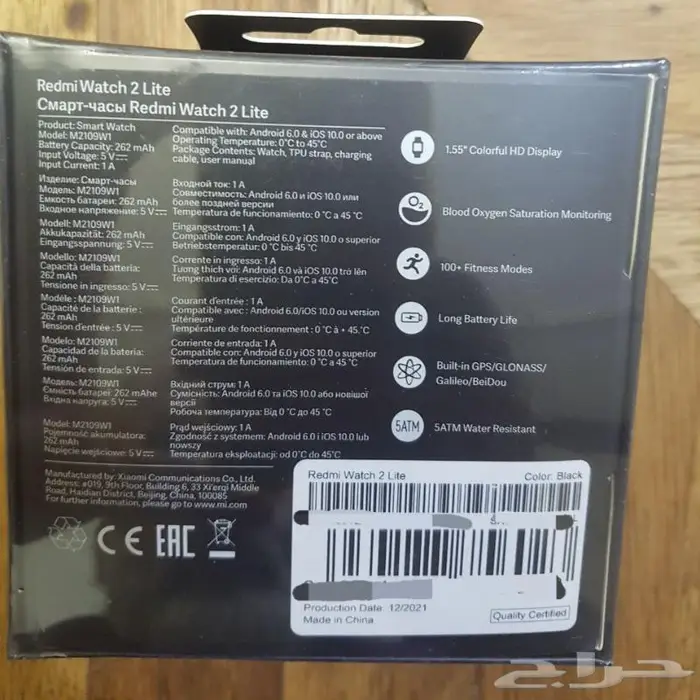 Redmi Watch 2 Lite
Смарт-часы Redmi Watch 2 Lite
Product: Smart Watch
Model: M2109W1
Battery Capacity: 262 mAh
Input Voltage: 5 V⎓
Input Current: 1 A
Compatible with: Android 6.0 & iOS 10.0 or above
Operating Temperature: 0°C to 45°C
Package Contents: Watch, TPU strap, charging
cable, user manual
Изделие: Смарт-часы
Модель: M2109W1
Емкость батареи: 262 mAh
Входное напряжение: 5 V⎓
Входной ток: 1 A
Совместимость: Android 6.0 и iOS 10.0 или
более поздней версии
Temperatura de funcionamiento: 0 °C a 45 °C
Modell: M2109W1
Akkukapazität: 262 mAh
Eingangsspannung: 5 V⎓
Eingangsstrom: 1 A
Compatible con: Android 6.0 y iOS 10.0 o superior
Betriebstemperatur: 0 °C bis 45 °C
Modello: M2109W1
Capacità della batteria:
262 mAh
Tensione in ingresso: 5 V⎓
Corrente in ingresso: 1 A
Tương thích với: Android 6.0 và iOS 10.0 trở lên
Temperatura di esercizio: Da 0°C a 45°C
Modèle : M2109W1
Capacité de la batterie :
262 mAh
Tension d'entrée : 5 V⎓
Courant d'entrée : 1 A
Compatible avec : Android 6.0/iOS 10.0 ou version
ultérieure
Température de fonctionnement : 0 °C à + 45 °C
Modelo: M2109W1
Capacidad de la batería:
262 mAh
Tensión de entrada: 5 V⎓
Corriente de entrada: 1 A
Compatible con: Android 6.0 y iOS 10.0 o superior
Temperatura de funcionamiento: 0 °C a 45 °C
Модель: M2109W1
Ємність батареї: 262 mAhe
Вхідна напруга: 5 V⎓
Вхідний струм: 1 A
Сумісність: Android 6.0 та iOS 10.0 або новішої
версії
Робоча температура: Від 0 °C до 45 °C
Model: M2109W1
Pojemność akumulatora:
262 mAh
Napięcie wejściowe: 5 V⎓
Prąd wejściowy: 1 A
Zgodność z systemem: Android 6.0 i iOS 10.0 lub
nowszy
Temperatura eksploatacji: od 0°C do 45°C
Manufactured by: Xiaomi Communications Co., Ltd.
Address: #019, 9th Floor, Building 6, 33 Xi'erqi Middle
Road, Haidian District, Beijing, China, 100085
For further information, please go to www.mi.com
CE EAC
1.55" Colorful HD Display
O₂
Blood Oxygen Saturation Monitoring
100+ Fitness Modes
Long Battery Life
Built-in GPS/GLONASS/
Galileo/BeiDou
5ATM
5ATM Water Resistant
Redmi Watch 2 Lite
Color: Black
Production Date: 12/2021
Made in China
Quality Certified
حراج